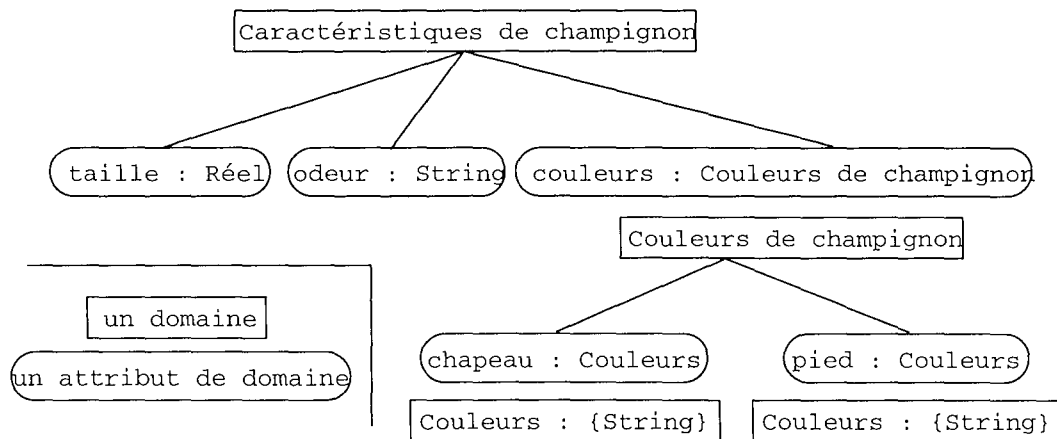 Caractéristiques de champignon
taille : Réel
odeur : String
couleurs : Couleurs de champignon
Couleurs de champignon
un domaine
un attribut de domaine
chapeau : Couleurs
pied : Couleurs
Couleurs : {String}
Couleurs : {String}